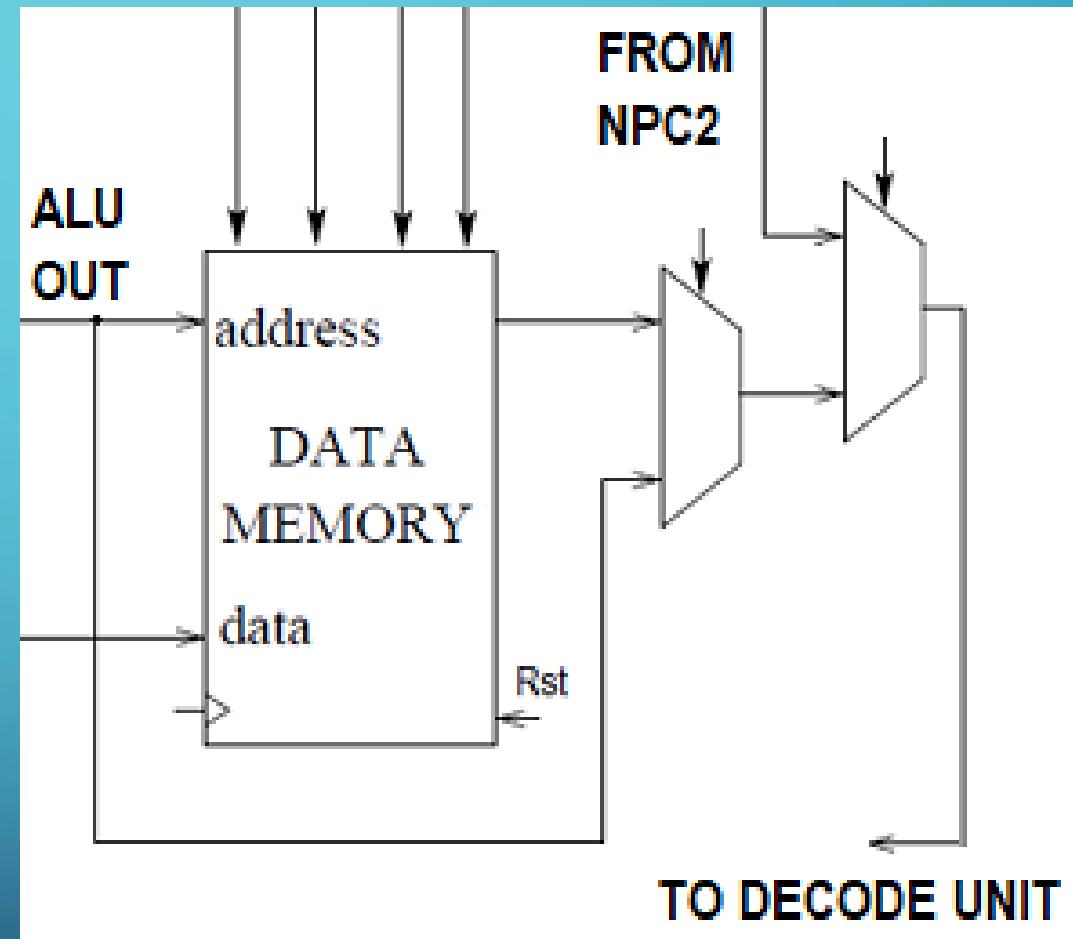 FROM
NPC2
ALU
OUT
address
DATA
MEMORY
data
Rst
TO DECODE UNIT